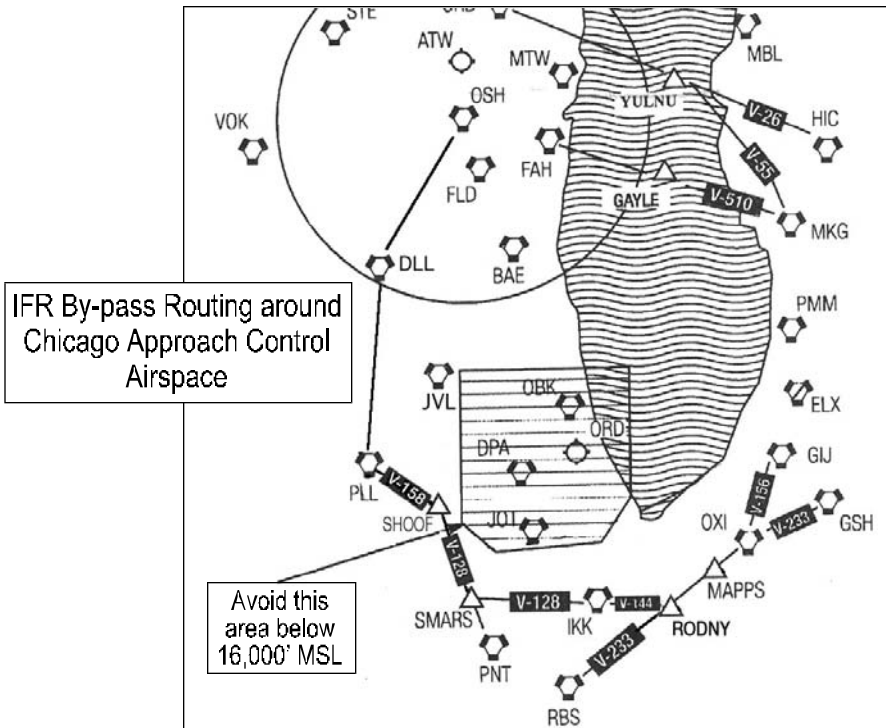 STE
MBL
ATW
MTW
OSH
YULNU
V-26
HIC
VOK
FAH
V-55
FLD
GAYLE
V-510
MKG
DLL
BAE
IFR By-pass Routing around
Chicago Approach Control
Airspace
PMM
JVL
OBK
ELX
ORD
DPA
GIJ
PLL
V-158
V-156
SHOOF
JOT
OXI
V-233
GSH
V-128
MAPPS
Avoid this
area below
16,000' MSL
SMARS
V-128
IKK
V-144
RODNY
PNT
V-233
RBS